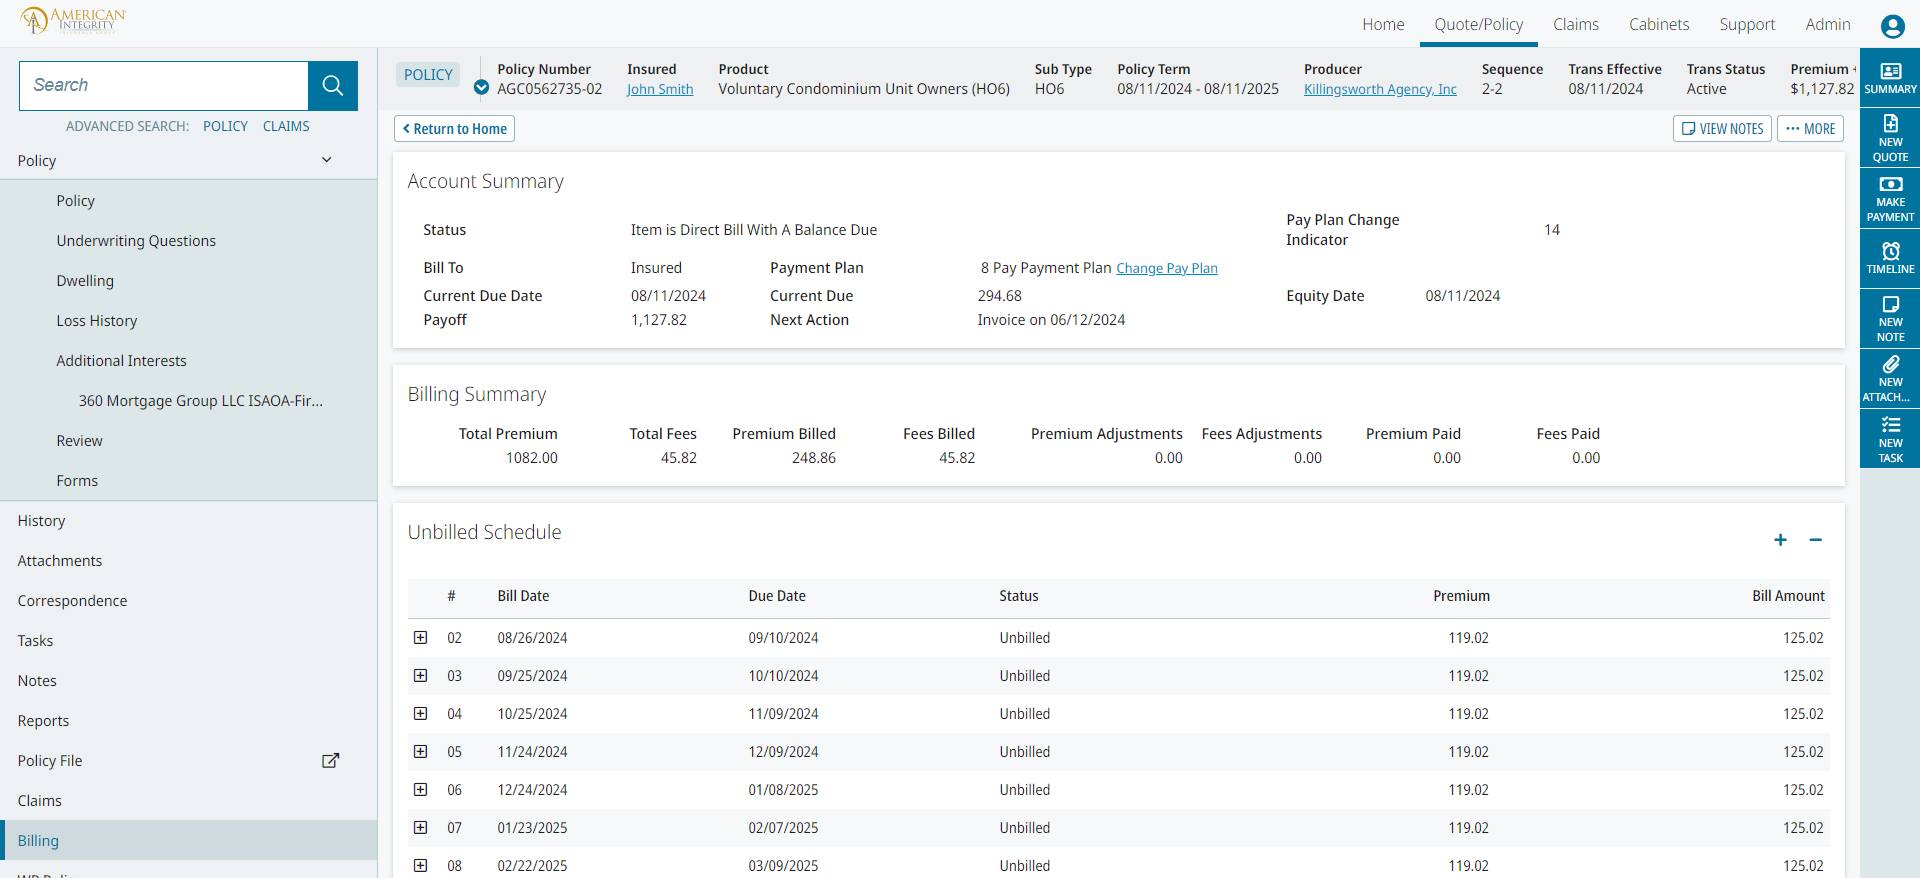 AMERICAN
INTEGRITY
Home Quote/Policy Claims Cabinets Support Admin
Search
ADVANCED SEARCH: POLICY CLAIMS
Policy
Policy
Underwriting Questions
Dwelling
Loss History
Additional Interests
360 Mortgage Group LLC ISAOA-Fir...
Review
Forms
History
Attachments
Correspondence
Tasks
Notes
Reports
Policy File
Claims
Billing
POLICY
Policy Number Insured Product Sub Type Policy Term Producer Sequence Trans Effective Trans Status Premium +
AGC0562735-02 John Smith Voluntary Condominium Unit Owners (HO6) HO6 08/11/2024 - 08/11/2025 Killingsworth Agency, Inc 2-2 08/11/2024 Active $1,127.82
Return to Home VIEW NOTES ••• MORE
Account Summary
Status Item is Direct Bill With A Balance Due Pay Plan Change Indicator 14
Bill To Insured Payment Plan 8 Pay Payment Plan Change Pay Plan
Current Due Date 08/11/2024 Current Due 294.68 Equity Date 08/11/2024
Payoff 1,127.82 Next Action Invoice on 06/12/2024
Billing Summary
Total Premium Total Fees Premium Billed Fees Billed Premium Adjustments Fees Adjustments Premium Paid Fees Paid
1082.00 45.82 248.86 45.82 0.00 0.00 0.00 0.00
Unbilled Schedule
# Bill Date Due Date Status Premium Bill Amount
02 08/26/2024 09/10/2024 Unbilled 119.02 125.02
03 09/25/2024 10/10/2024 Unbilled 119.02 125.02
04 10/25/2024 11/09/2024 Unbilled 119.02 125.02
05 11/24/2024 12/09/2024 Unbilled 119.02 125.02
06 12/24/2024 01/08/2025 Unbilled 119.02 125.02
07 01/23/2025 02/07/2025 Unbilled 119.02 125.02
08 02/22/2025 03/09/2025 Unbilled 119.02 125.02
SUMMARY
NEW
QUOTE
MAKE
PAYMENT
TIMELINE
NEW
NOTE
NEW
ATTACH...
NEW
TASK